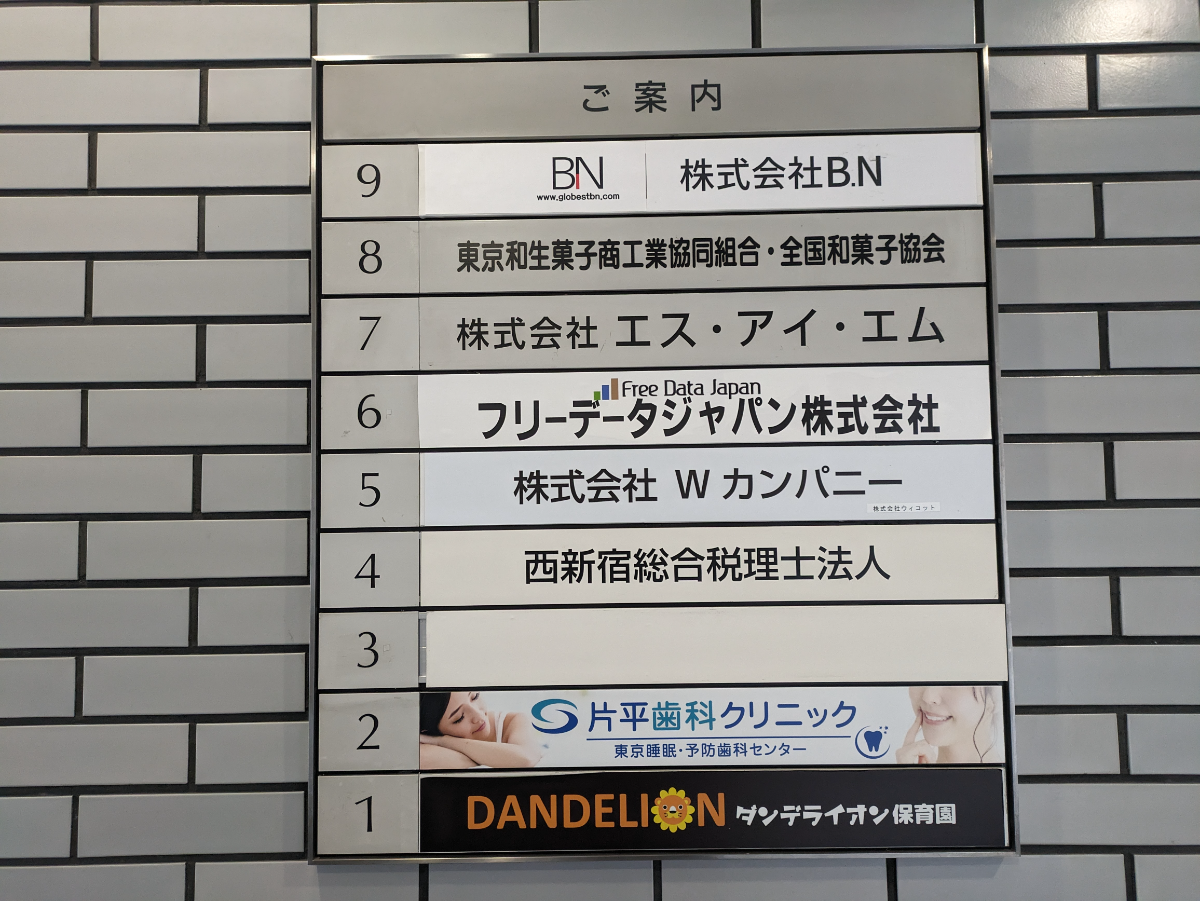 ご案内
9
BN
www.globestbn.com
株式会社B.N
8
東京和生菓子商工業協同組合・全国和菓子協会
7
株式会社 エス・アイ・エム
6
Free Data Japan
フリーデータジャパン株式会社
5
株式会社 W カンパニー
株式会社ウィコット
4
西新宿総合税理士法人
3
2
片平歯科クリニック
東京睡眠・予防歯科センター
1
DANDELION ダンデライオン保育園